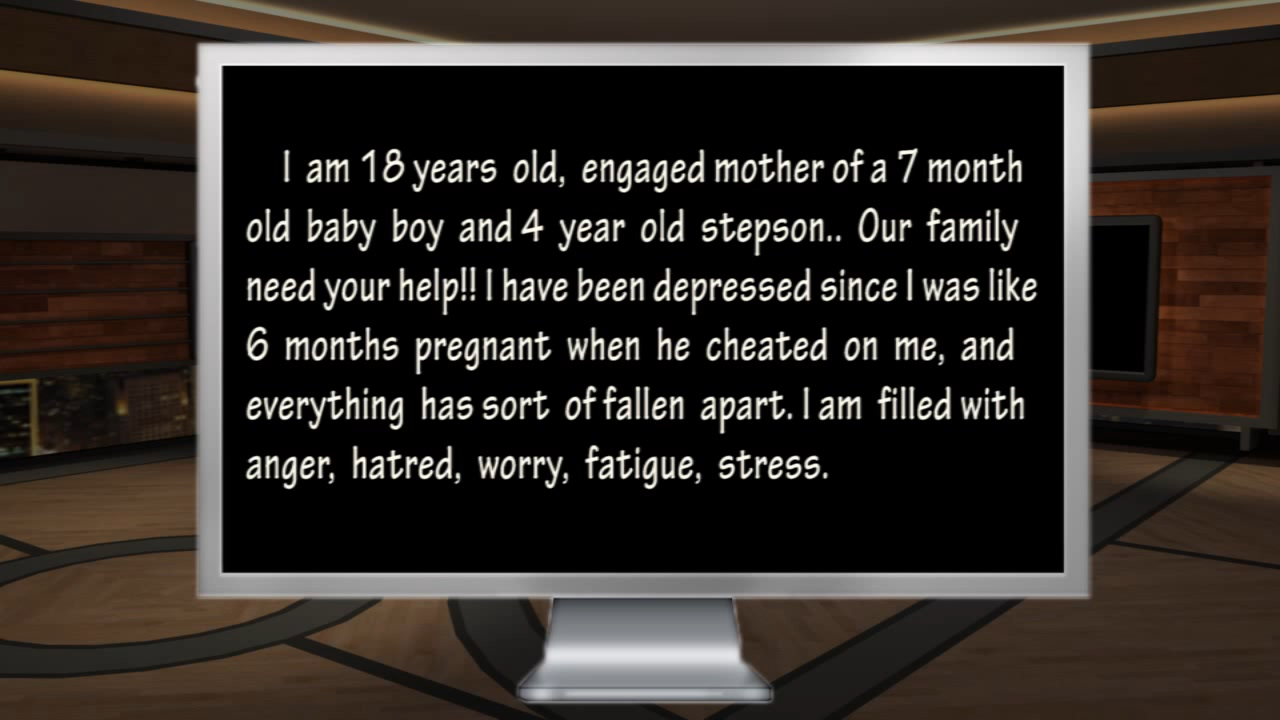 I am 18 years old, engaged mother of a 7 month
old baby boy and 4 year old stepson.. Our family
need your help!! I have been depressed since I was like
6 months pregnant when he cheated on me, and
everything has sort of fallen apart. I am filled with
anger, hatred, worry, fatigue, stress.